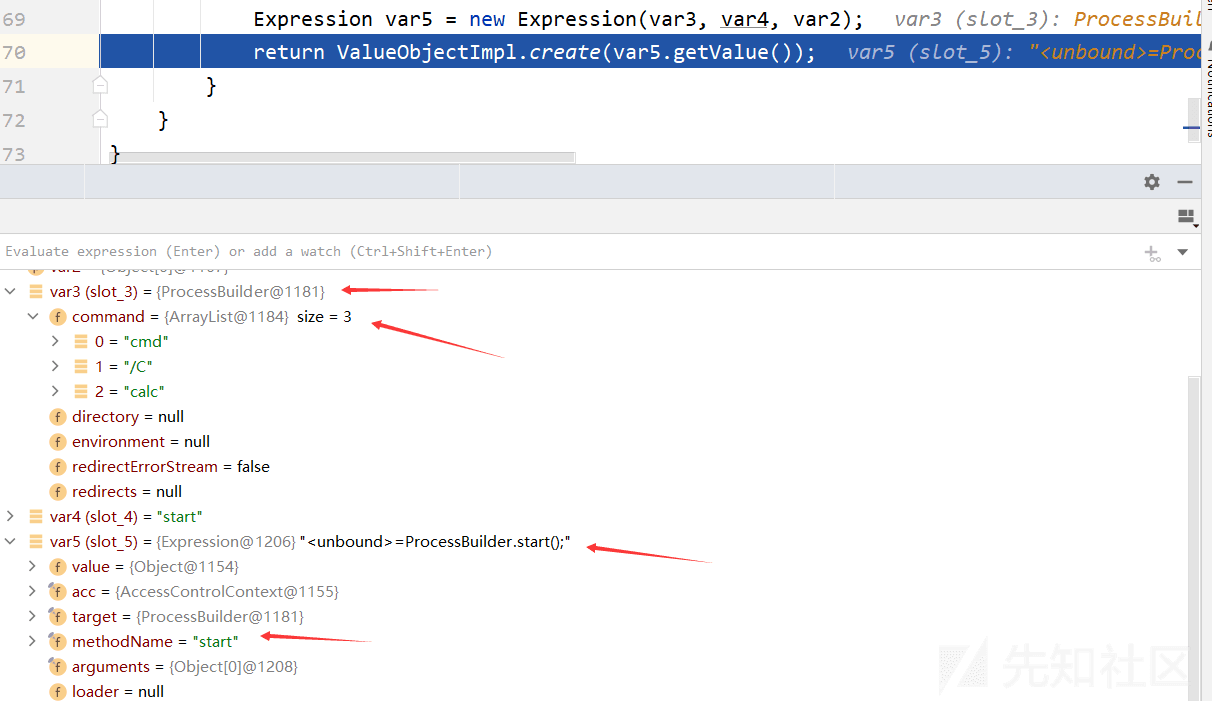 69 Expression var5 = new Expression(var3, var4, var2); var3 (slot_3): ProcessBuil
70 return ValueObjectImpl.create(var5.getValue()); var5 (slot_5): "<unbound>=Proc
71 }
72 }
73 }
Notifications
Evaluate expression (Enter) or add a watch (Ctrl+Shift+Enter)
var3 (slot_3) = {ProcessBuilder@1181}
f command = {ArrayList@1184} size = 3
0 = "cmd"
1 = "/C"
2 = "calc"
f directory = null
f environment = null
f redirectErrorStream = false
f redirects = null
var4 (slot_4) = "start"
var5 (slot_5) = {Expression@1206} "<unbound>=ProcessBuilder.start();"
f value = {Object@1154}
f acc = {AccessControlContext@1155}
f target = {ProcessBuilder@1181}
f methodName = "start"
f arguments = {Object[0]@1208}
f loader = null
先知社区